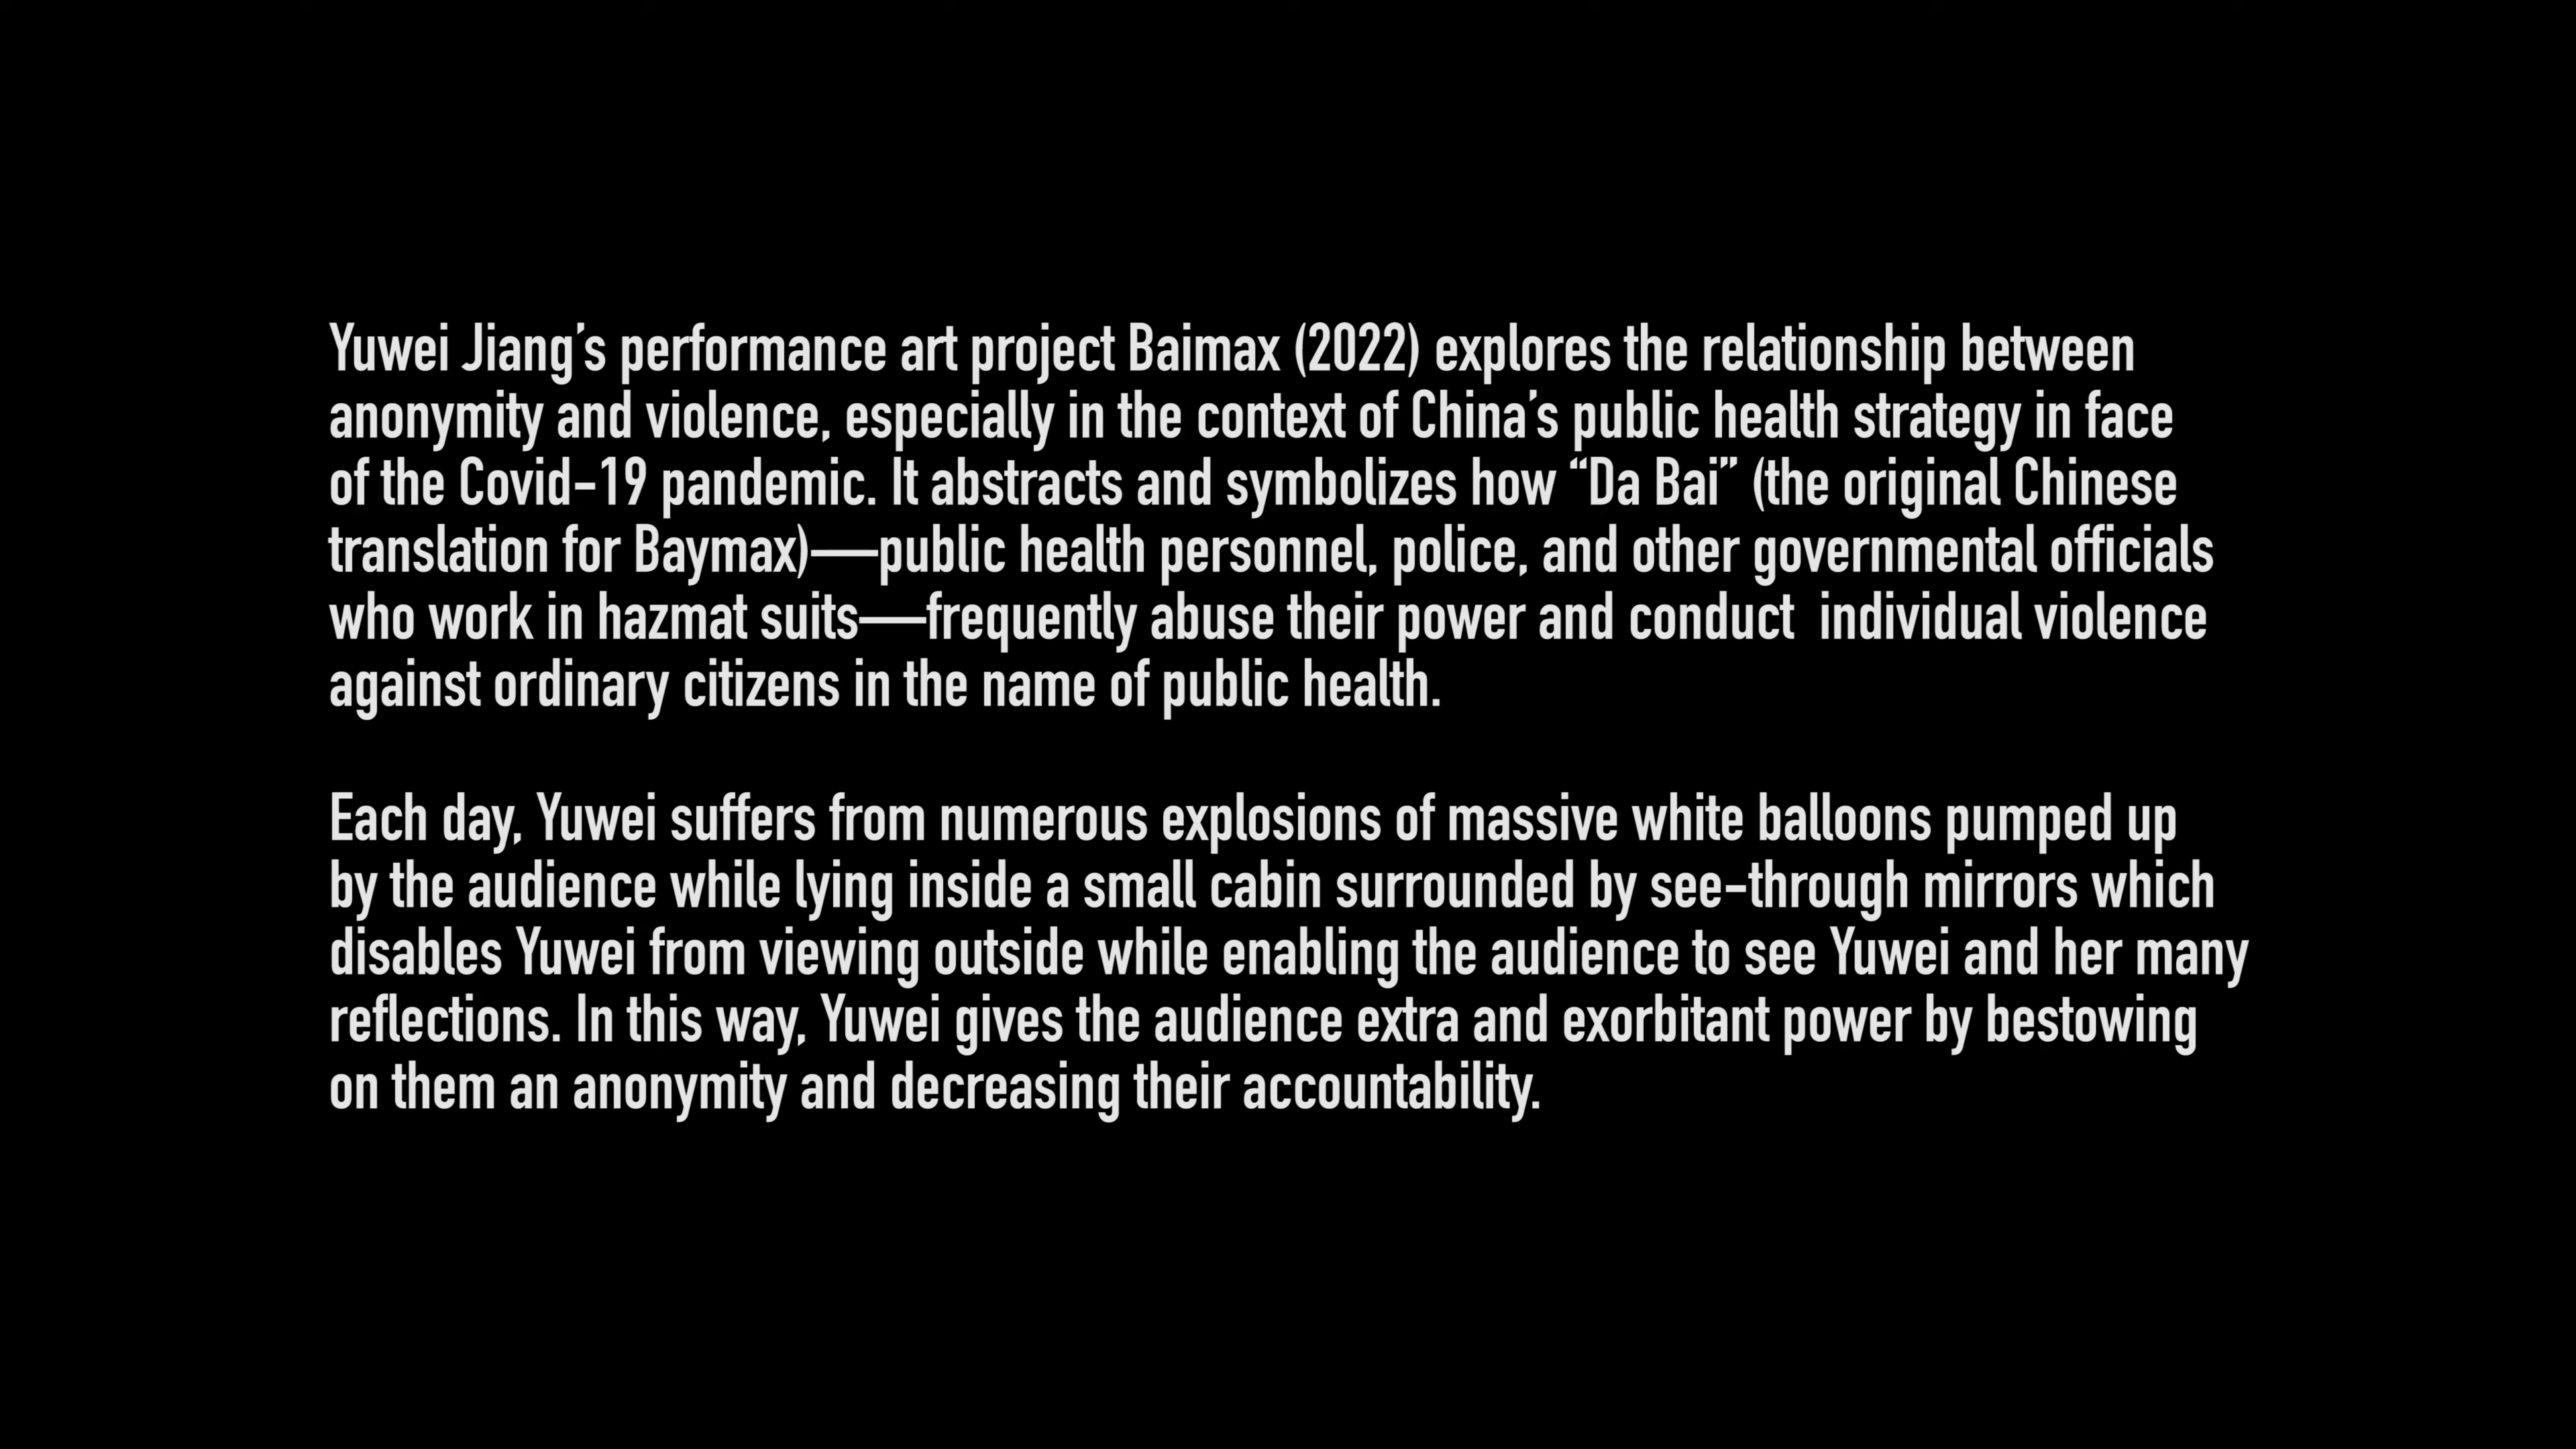 Yuwei Jiang’s performance art project Baimax (2022) explores the relationship between
anonymity and violence, especially in the context of China’s public health strategy in face
of the Covid-19 pandemic. It abstracts and symbolizes how “Da Bai” (the original Chinese
translation for Baymax)——public health personnel, police, and other governmental officials
who work in hazmat suits——frequently abuse their power and conduct  individual violence
against ordinary citizens in the name of public health.
Each day, Yuwei suffers from numerous explosions of massive white balloons pumped up
by the audience while lying inside a small cabin surrounded by see-through mirrors which
disables Yuwei from viewing outside while enabling the audience to see Yuwei and her many
reflections. In this way, Yuwei gives the audience extra and exorbitant power by bestowing
on them an anonymity and decreasing their accountability.